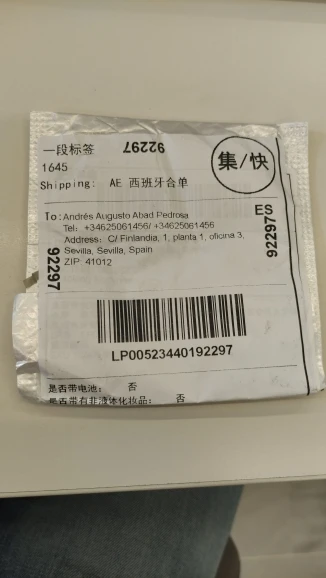 一段标签
92297
集/快
1645
Shipping: AE 西班牙合单
To: Andrés Augusto Abad Pedrosa
ES
Tel: +34625061456/ +34625061456
Address: C/ Finlandia, 1, planta 1, oficina 3,
Sevilla, Sevilla, Spain
ZIP: 41012
92297
92297
LP00523440192297
是否带电池: 否
是否带有非液体化妆品: 否